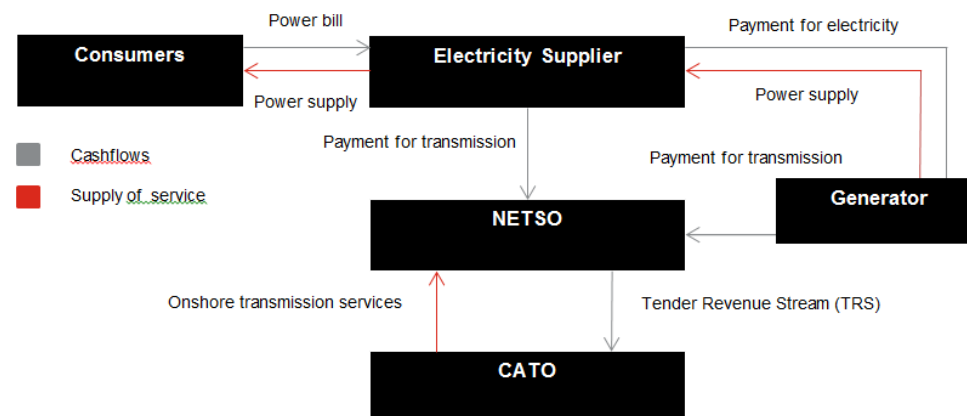 Power bill
Payment for electricity
Consumers
Electricity Supplier
Power supply
Power supply
Payment for transmission
Cashflows
Payment for transmission
Supply of service
Generator
NETSO
Onshore transmission services
Tender Revenue Stream (TRS)
CATO